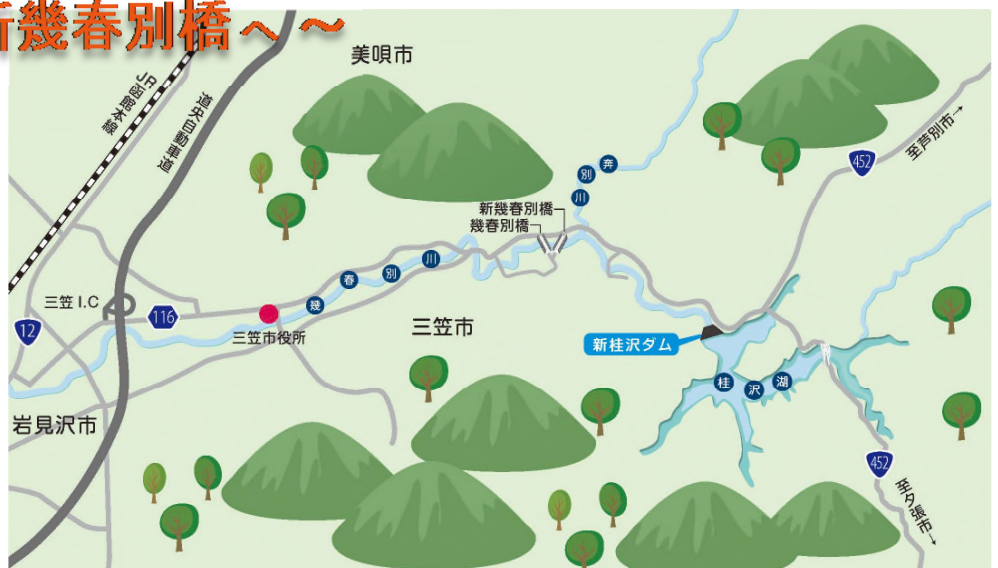 新幾春別橋へ～
美唄市
JR函館本線
道央自動車道
452
至芦別市→
奔別川
新幾春別橋
幾春別橋
幾春別川
三笠I.C
116
12
三笠市役所
三笠市
新桂沢ダム
桂沢湖
岩見沢市
452
至夕張市→